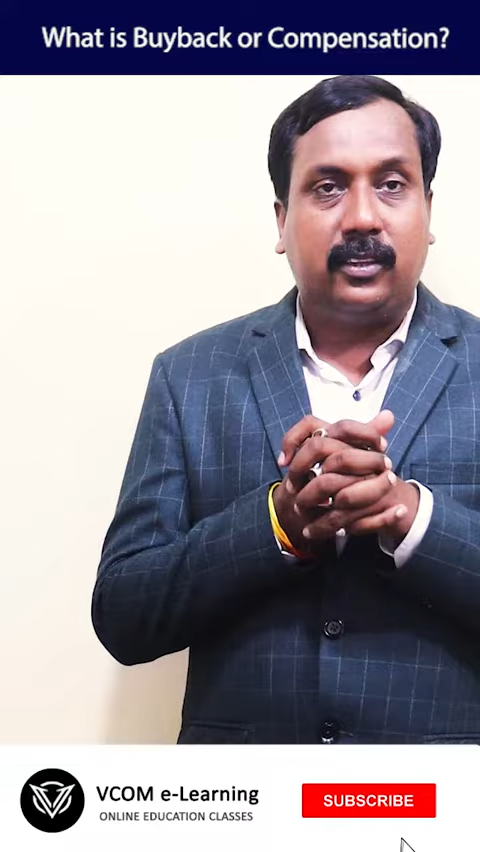 What is Buyback or Compensation?
VCOM e-Learning
ONLINE EDUCATION CLASSES
SUBSCRIBE